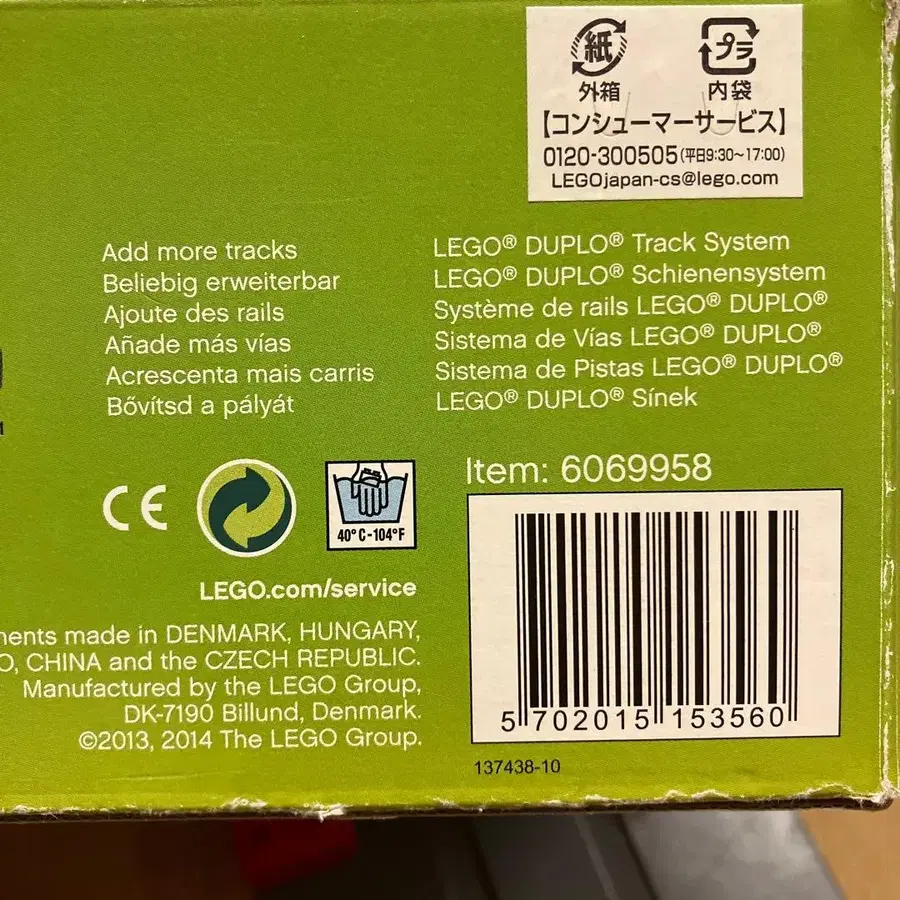 紙 プラ
外箱 内袋
【コンシューマーサービス】
0120-300505(平日9:30~17:00)
LEGOjapan-cs@lego.com
Add more tracks
Beliebig erweiterbar
Ajoute des rails
Añade más vías
Acrescenta mais carris
Bővítsd a pályát
LEGO® DUPLO® Track System
LEGO® DUPLO® Schienensystem
Système de rails LEGO® DUPLO®
Sistema de Vías LEGO® DUPLO®
Sistema de Pistas LEGO® DUPLO®
LEGO® DUPLO® Sínek
CE
40°C-104°F
LEGO.com/service
made in DENMARK, HUNGARY,
CHINA and the CZECH REPUBLIC.
Manufactured by the LEGO Group,
DK-7190 Billund, Denmark.
©2013, 2014 The LEGO Group.
Item: 6069958
5 702015 153560
137438-10